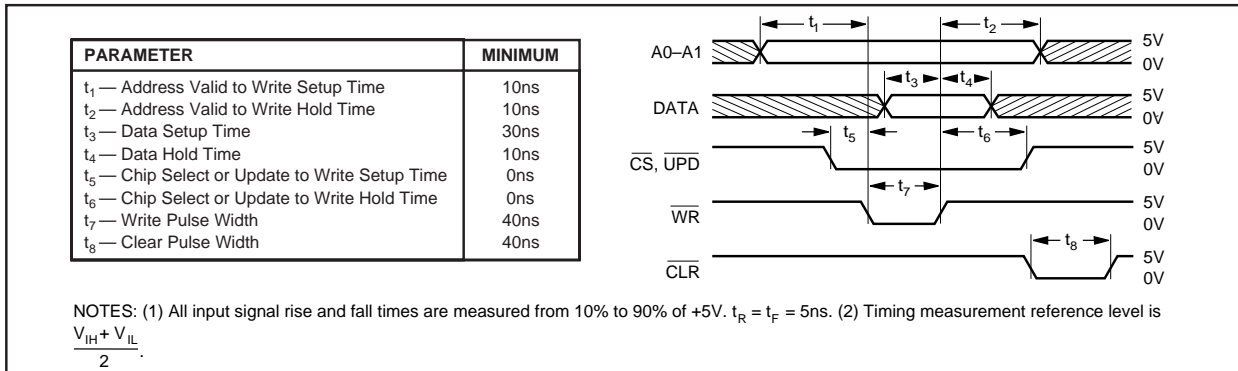 PARAMETER MINIMUM
t1 — Address Valid to Write Setup Time 10ns
t2 — Address Valid to Write Hold Time 10ns
t3 — Data Setup Time 30ns
t4 — Data Hold Time 10ns
t5 — Chip Select or Update to Write Setup Time 0ns
t6 — Chip Select or Update to Write Hold Time 0ns
t7 — Write Pulse Width 40ns
t8 — Clear Pulse Width 40ns
t1 t2
A0–A1 5V
0V
t3 t4
DATA 5V
0V
t5 t6
CS, UPD 5V
0V
t7
WR 5V
0V
t8
CLR 5V
0V
NOTES: (1) All input signal rise and fall times are measured from 10% to 90% of +5V. tR = tF = 5ns. (2) Timing measurement reference level is
VIH + VIL
2 .